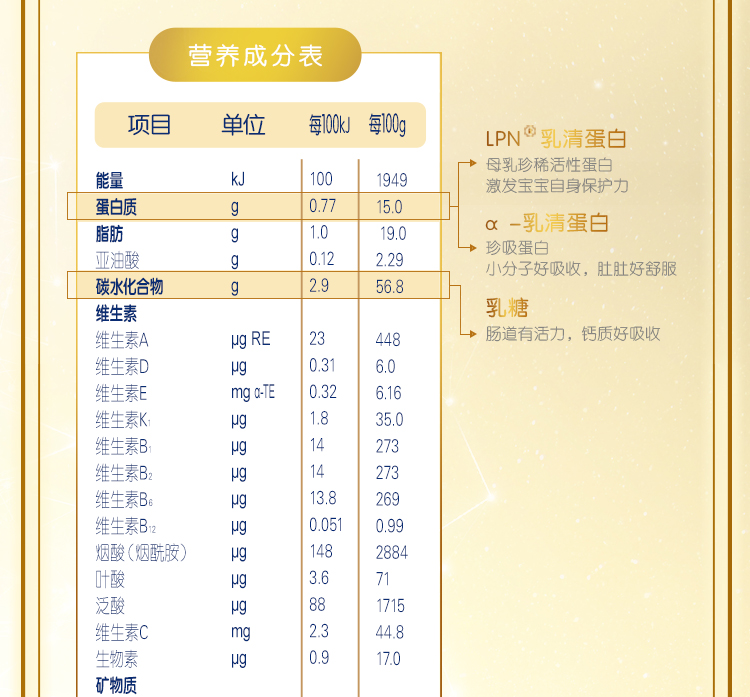 营养成分表
项目 单位 每100kJ 每100g
能量 kJ 100 1949
蛋白质 g 0.77 15.0
脂肪 g 1.0 19.0
亚油酸 g 0.12 2.29
碳水化合物 g 2.9 56.8
维生素
维生素A μg RE 23 448
维生素D μg 0.31 6.0
维生素E mg α-TE 0.32 6.16
维生素K₁ μg 1.8 35.0
维生素B₁ μg 14 273
维生素B₂ μg 14 273
维生素B₆ μg 13.8 269
维生素B₁₂ μg 0.051 0.99
烟酸（烟酰胺） μg 148 2884
叶酸 μg 3.6 71
泛酸 μg 88 1715
维生素C mg 2.3 44.8
生物素 μg 0.9 17.0
矿物质
LPN 乳清蛋白
母乳珍稀活性蛋白
激发宝宝自身保护力
α -乳清蛋白
珍吸蛋白
小分子好吸收，肚肚好舒服
乳糖
肠道有活力，钙质好吸收